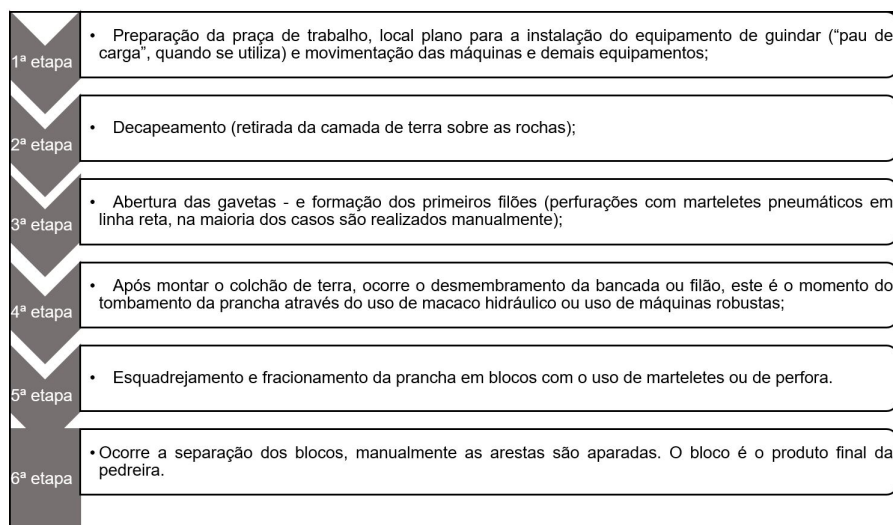 1ª etapa
• Preparação da praça de trabalho, local plano para a instalação do equipamento de guindar (“pau de
carga”, quando se utiliza) e movimentação das máquinas e demais equipamentos;
2ª etapa
• Decapeamento (retirada da camada de terra sobre as rochas);
3ª etapa
• Abertura das gavetas - e formação dos primeiros filões (perfurações com marteletes pneumáticos em
linha reta, na maioria dos casos são realizados manualmente);
4ª etapa
• Após montar o colchão de terra, ocorre o desmembramento da bancada ou filão, este é o momento do
tombamento da prancha através do uso de macaco hidráulico ou uso de máquinas robustas;
5ª etapa
• Esquadrejamento e fracionamento da prancha em blocos com o uso de marteletes ou de perfora.
6ª etapa
• Ocorre a separação dos blocos, manualmente as arestas são aparadas. O bloco é o produto final da
pedreira.